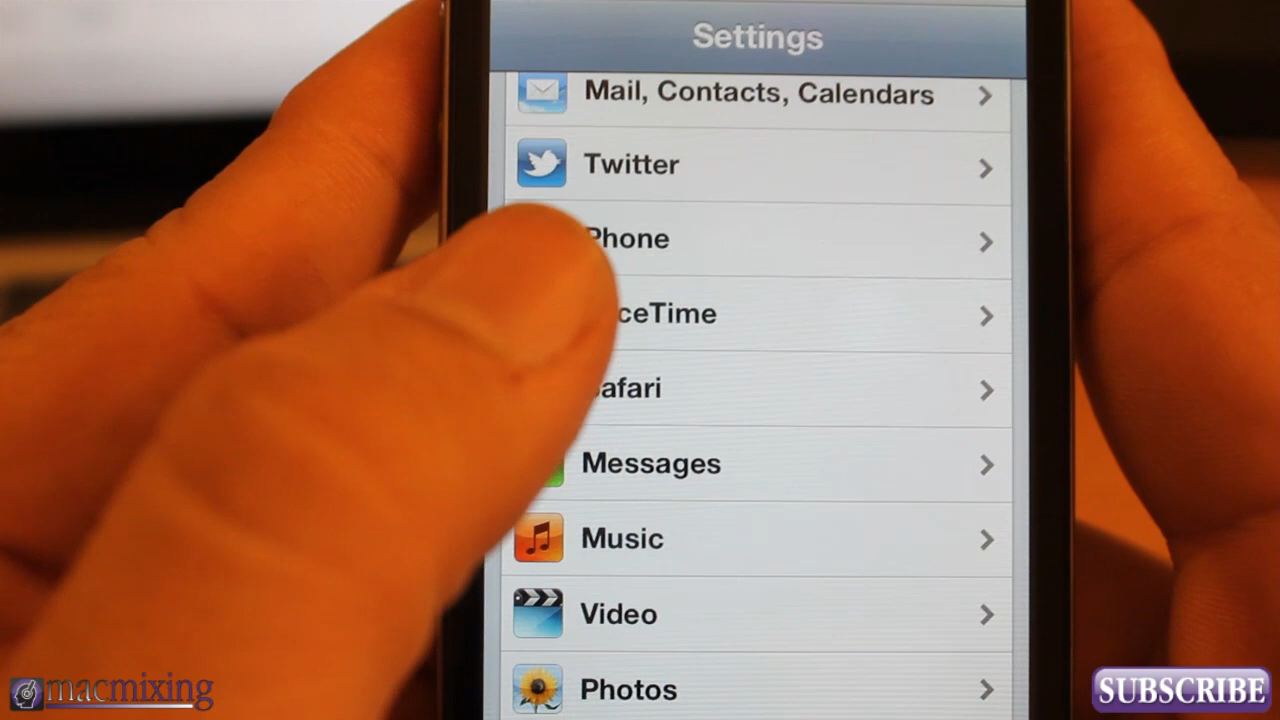 Settings
Mail, Contacts, Calendars
Twitter
Phone
ceTime
afari
Messages
Music
Video
Photos
macmixing
SUBSCRIBE